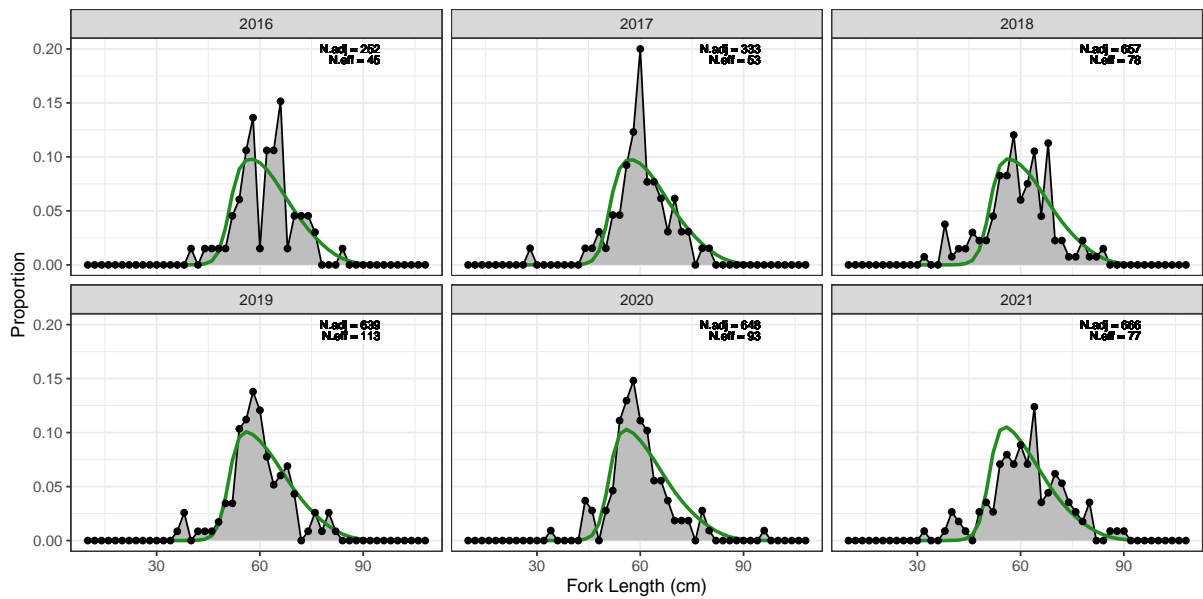 2016 2017 2018
N.adj = 252 N.adj = 333 N.adj = 657
N.eff = 45 N.eff = 53 N.eff = 78
0.20
0.15
0.10
0.05
0.00
2019 2020 2021
N.adj = 639 N.adj = 648 N.adj = 666
N.eff = 113 N.eff = 93 N.eff = 77
0.20
0.15
0.10
0.05
0.00
30 60 90 30 60 90 30 60 90
Fork Length (cm)
Proportion